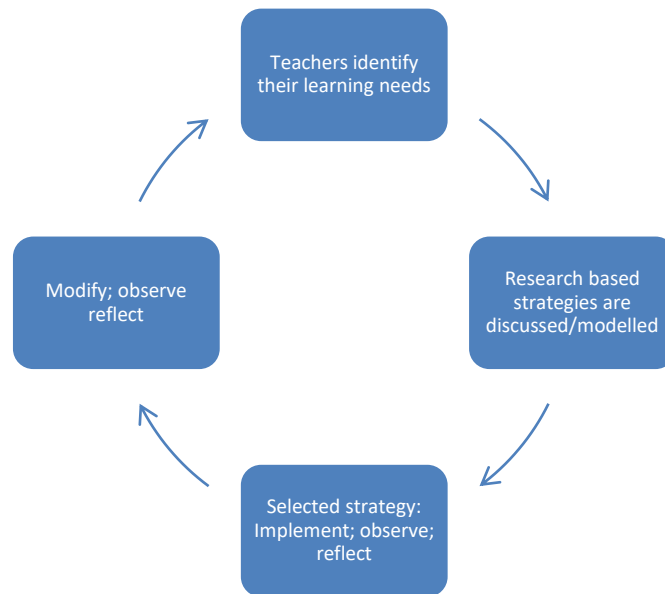 Teachers identify
their learning needs
Research based
strategies are
discussed/modelled
Selected strategy:
Implement; observe;
reflect
Modify; observe
reflect